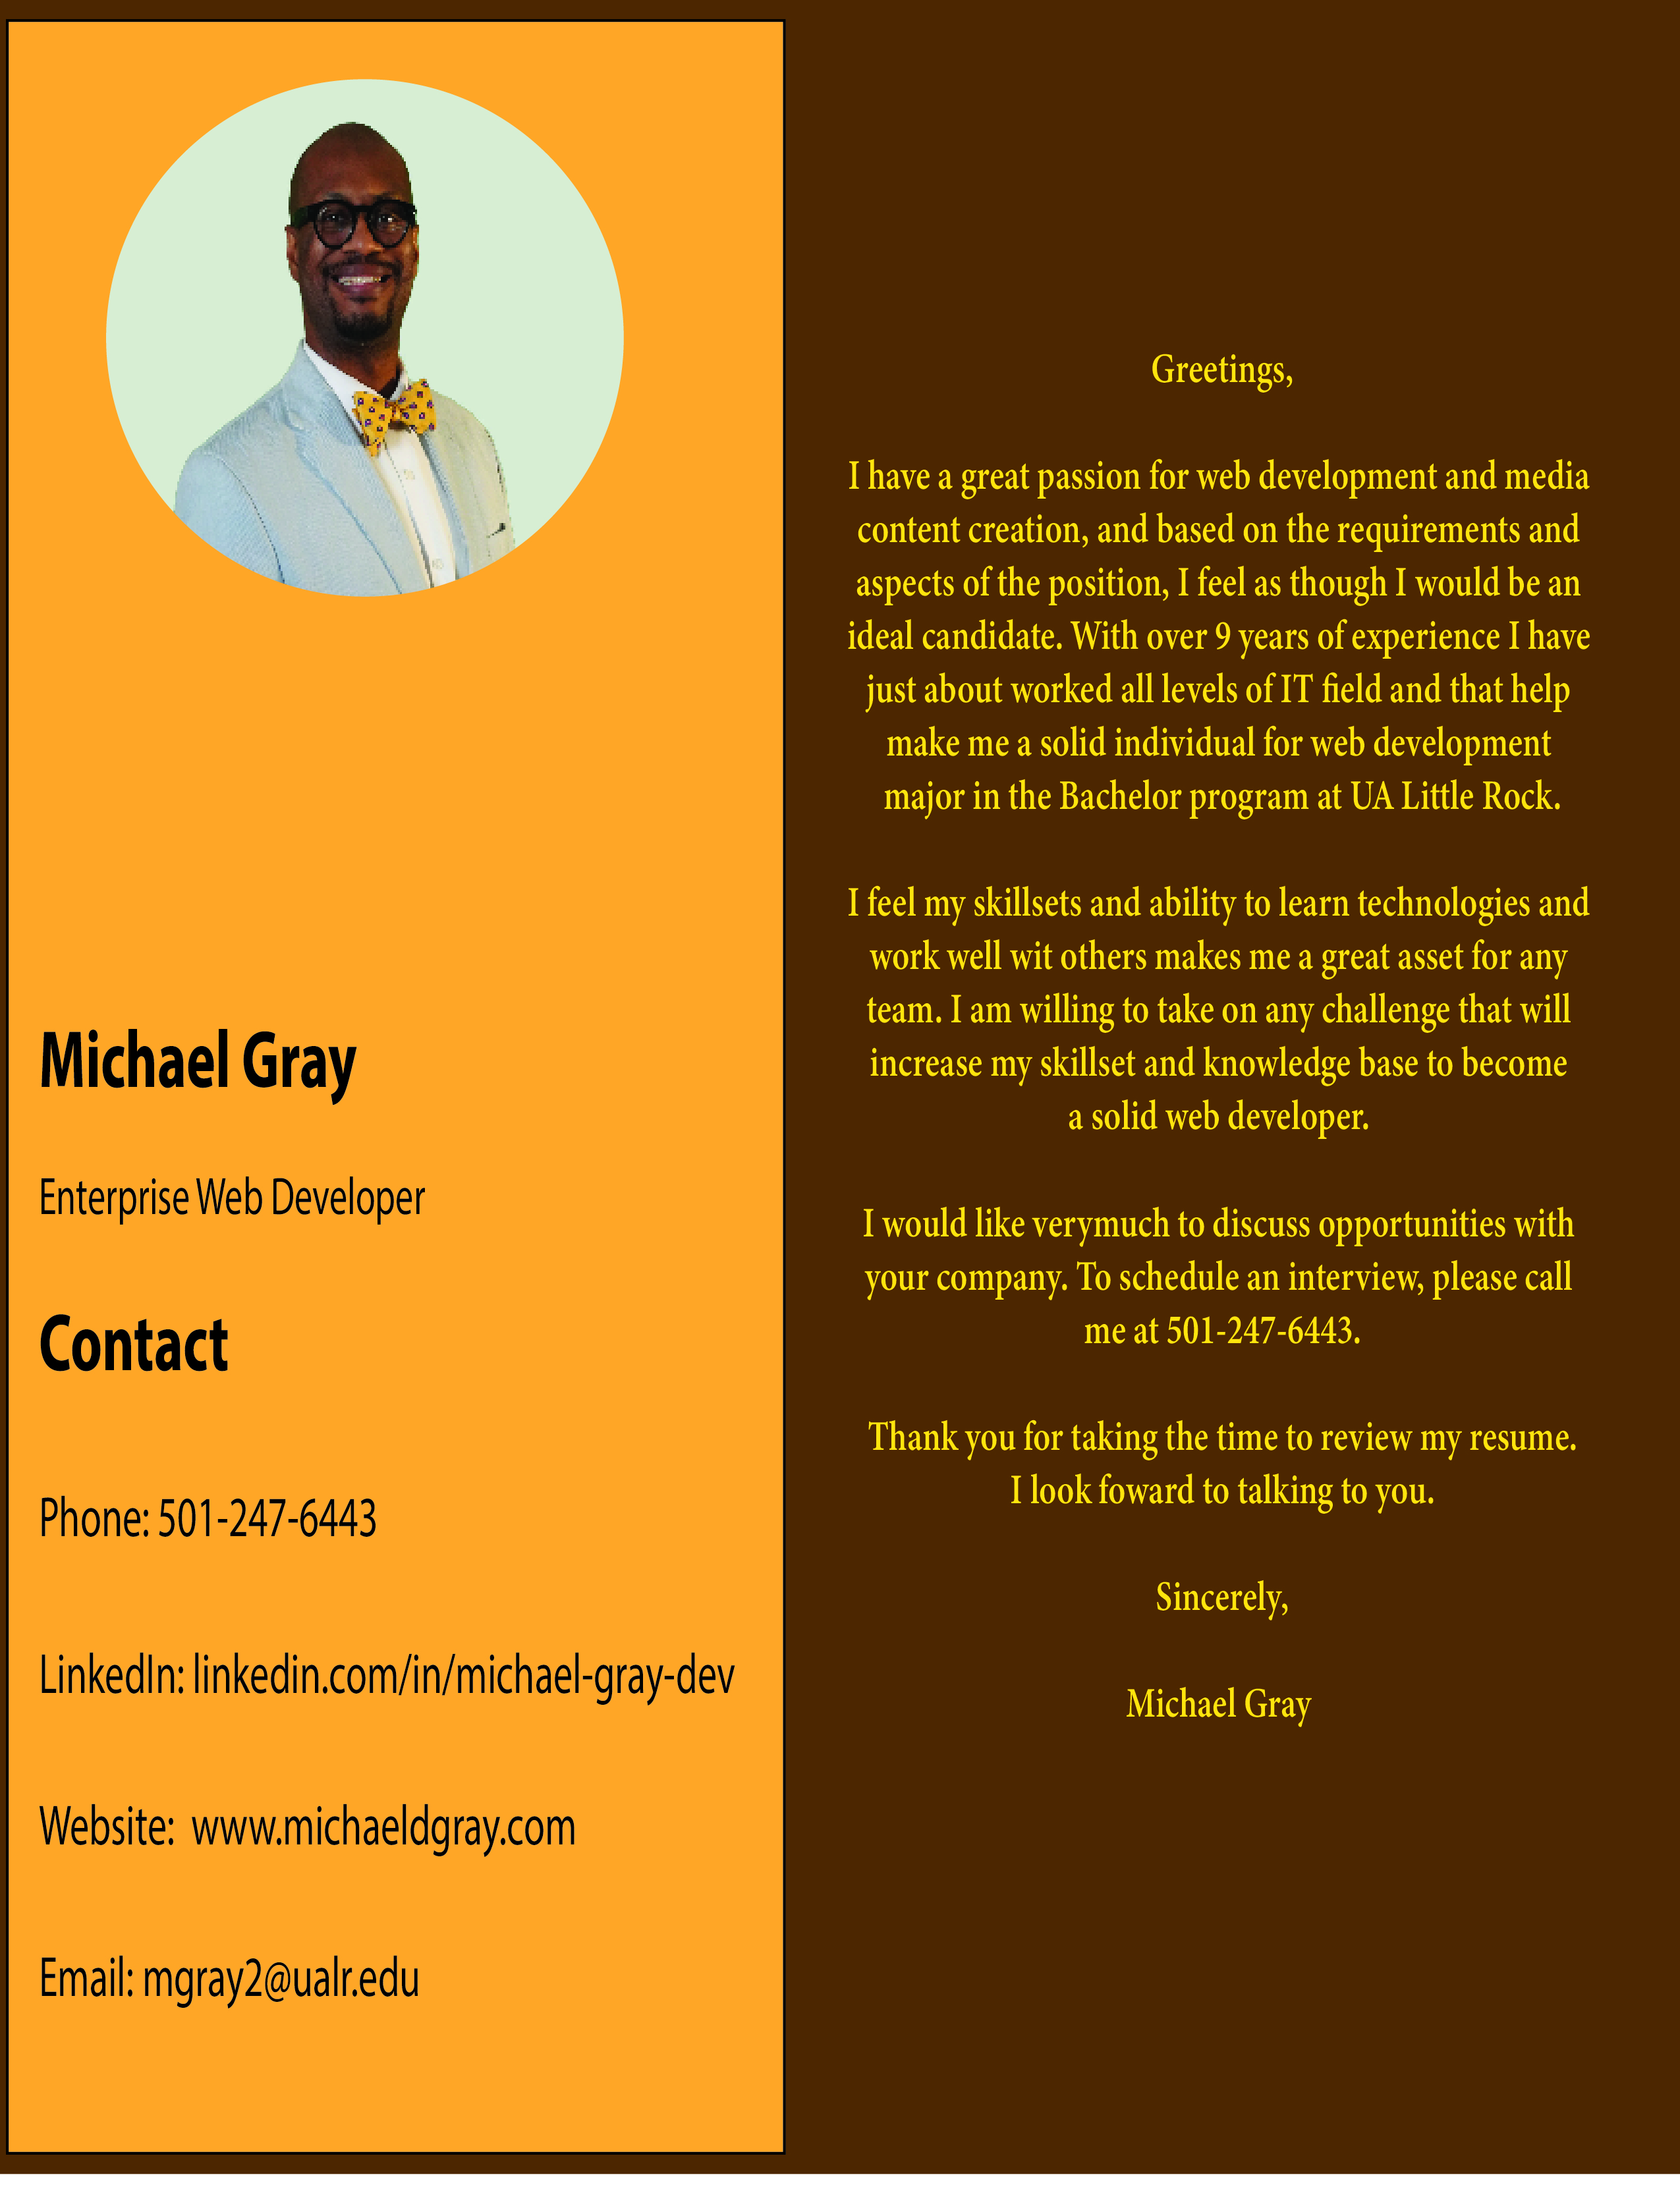 Michael Gray
Enterprise Web Developer
Contact
Phone: 501-247-6443
LinkedIn: linkedin.com/in/michael-gray-dev
Website: www.michaeldgray.com
Email: mgray2@ualr.edu
Greetings,
I have a great passion for web development and media
content creation, and based on the requirements and
aspects of the position, I feel as though I would be an
ideal candidate. With over 9 years of experience I have
just about worked all levels of IT field and that help
make me a solid individual for web development
major in the Bachelor program at UA Little Rock.
I feel my skillsets and ability to learn technologies and
work well wit others makes me a great asset for any
team. I am willing to take on any challenge that will
increase my skillset and knowledge base to become
a solid web developer.
I would like verymuch to discuss opportunities with
your company. To schedule an interview, please call
me at 501-247-6443.
Thank you for taking the time to review my resume.
I look foward to talking to you.
Sincerely,
Michael Gray